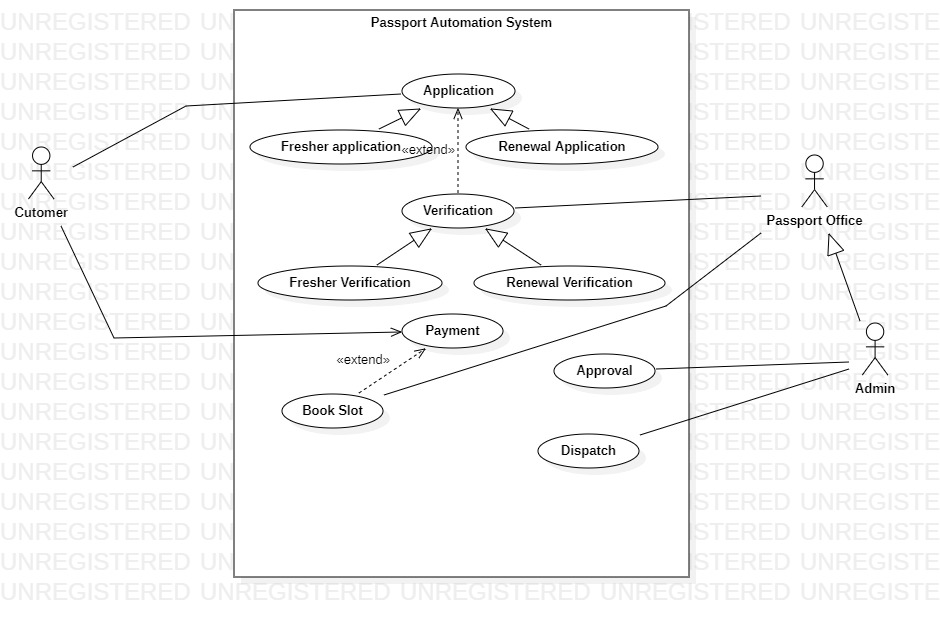 Passport Automation System
Application
Fresher application
«extend»
Renewal Application
Cutomer
Verification
Passport Office
Fresher Verification
Renewal Verification
Payment
«extend»
Approval
Admin
Book Slot
Dispatch
UNREGISTERED UNREGISTERED UNREGISTERED UNREGISTERED UNREGISTE